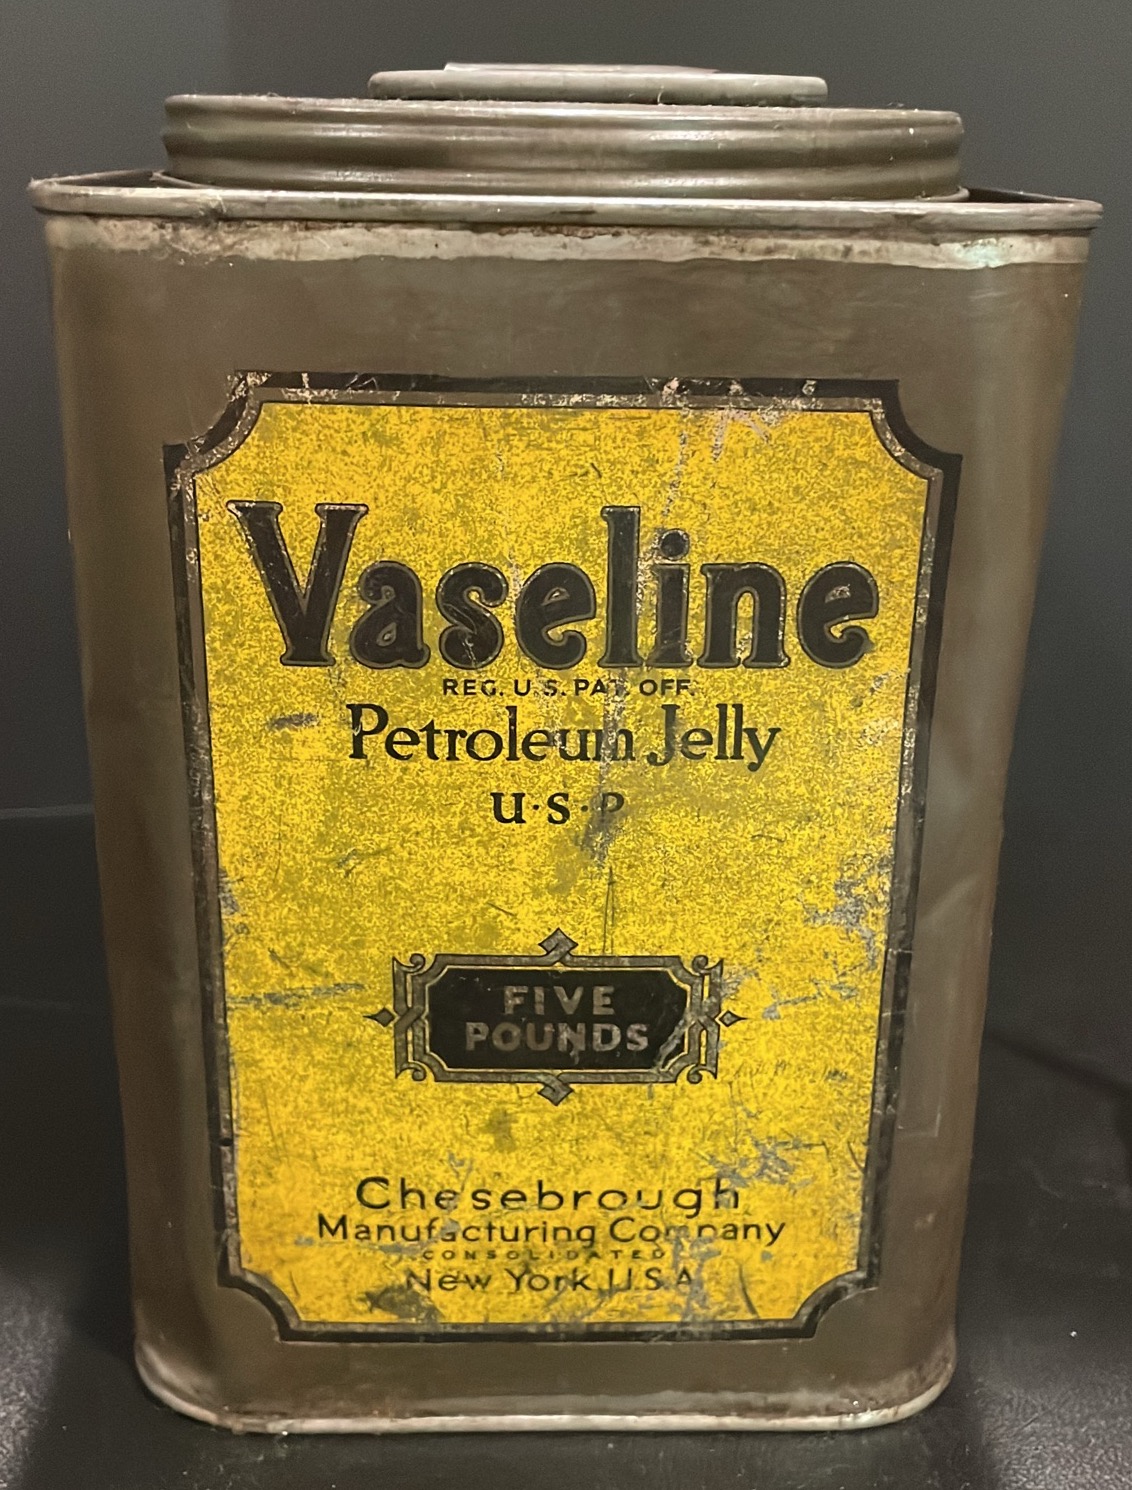 Vaseline
REG. U.S. PAT. OFF.
Petroleum Jelly
U·S·P
FIVE
POUNDS
Chesebrough
Manufacturing Company
CONSOLIDATED
New York, U.S.A.